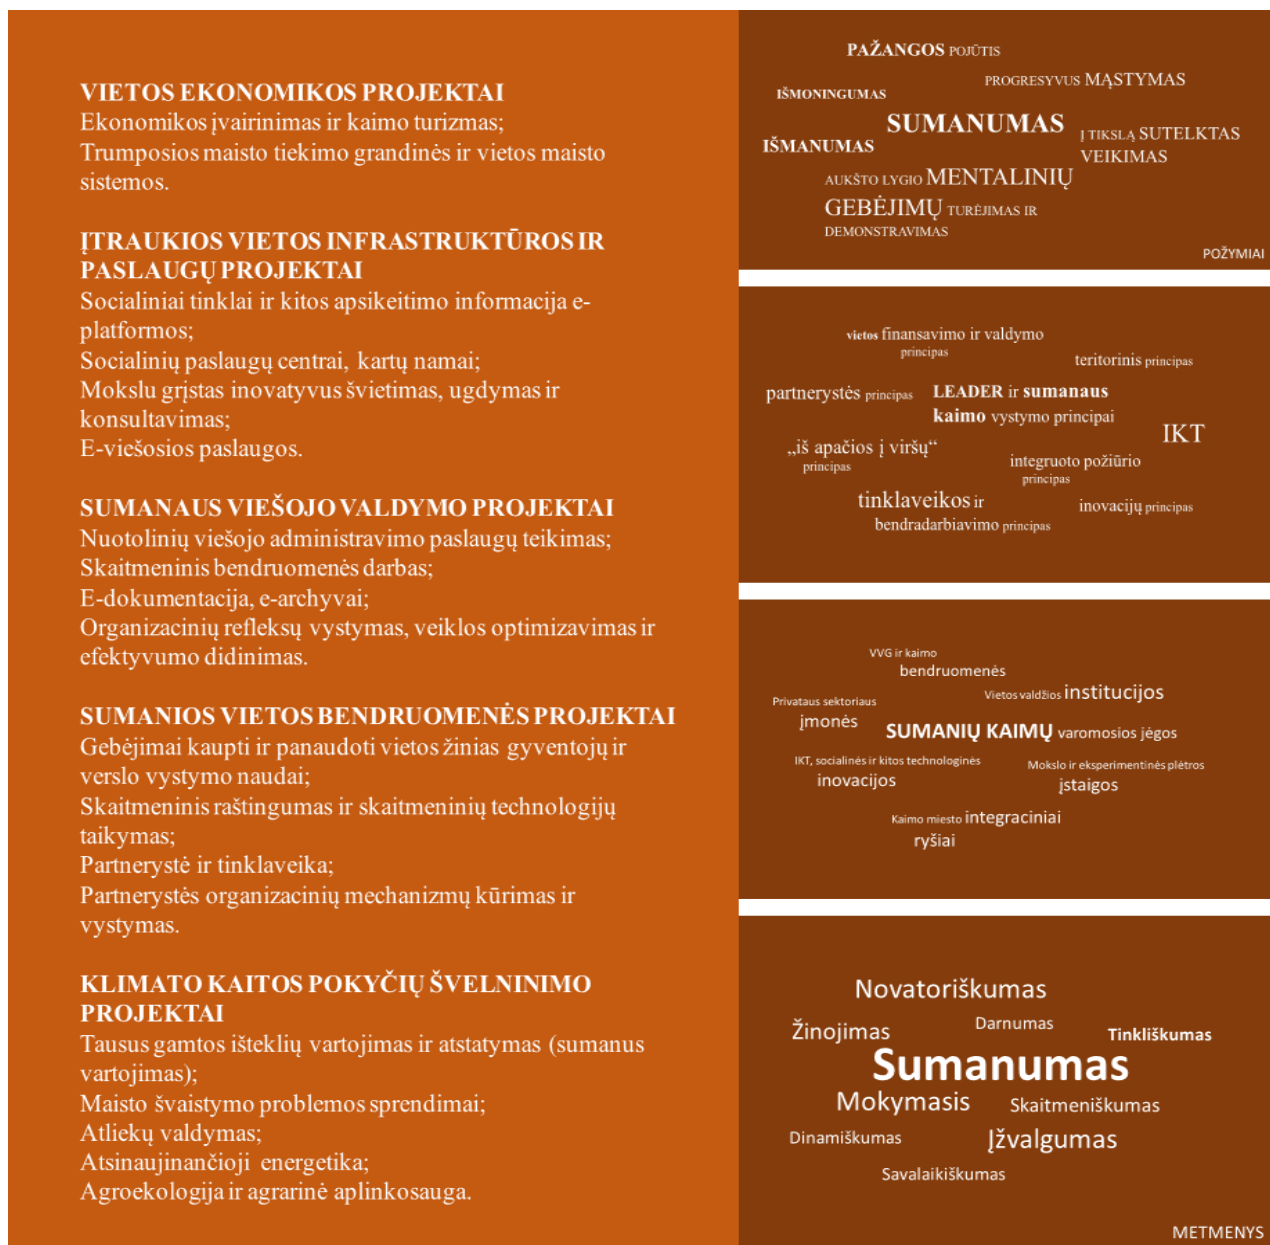 VIETOS EKONOMIKOS PROJEKTAI
Ekonomikos įvairinimas ir kaimo turizmas;
Trumposios maisto tiekimo grandinės ir vietos maisto
sistemos.
ĮTRAUKIOS VIETOS INFRASTRUKTŪROS IR
PASLAUGŲ PROJEKTAI
Socialiniai tinklai ir kitos apsikeitimo informacija e-
platformos;
Socialinių paslaugų centrai, kartų namai;
Mokslu grįstas inovatyvus švietimas, ugdymas ir
konsultavimas;
E-viešosios paslaugos.
SUMANAUS VIEŠOJO VALDYMO PROJEKTAI
Nuotolinių viešojo administravimo paslaugų teikimas;
Skaitmeninis bendruomenės darbas;
E-dokumentacija, e-archyvai;
Organizacinių refleksų vystymas, veiklos optimizavimas ir
efektyvumo didinimas.
SUMANIOS VIETOS BENDRUOMENĖS PROJEKTAI
Gebėjimai kaupti ir panaudoti vietos žinias gyventojų ir
verslo vystymo naudai;
Skaitmeninis raštingumas ir skaitmeninių technologijų
taikymas;
Partnerystė ir tinklaveika;
Partnerystės organizacinių mechanizmų kūrimas ir
vystymas.
KLIMATO KAITOS POKYČIŲ ŠVELNINIMO
PROJEKTAI
Tausus gamtos išteklių vartojimas ir atstatymas (sumanus
vartojimas);
Maisto švaistymo problemos sprendimai;
Atliekų valdymas;
Atsinaujinančioji energetika;
Agroekologija ir agrarinė aplinkosauga.
PAŽANGOS POJŪTIS
PROGRESYVUS MĄSTYMAS
IŠMONINGUMAS
SUMANUMAS
Į TIKSLĄ SUTELKTAS
VEIKIMAS
IŠMANUMAS
AUKŠTO LYGIO MENTALINIŲ
GEBĖJIMŲ TURĖJIMAS IR
DEMONSTRAVIMAS
POŽYMIAI
vietos finansavimo ir valdymo
principas
teritorinis principas
partnerystės principas
LEADER ir sumanaus
kaimo vystymo principai
IKT
„iš apačios į viršų“
principas
integruoto požiūrio
principas
tinklaveikos ir
bendradarbiavimo principas
inovacijų principas
VVG ir kaimo
bendruomenės
Vietos valdžios institucijos
Privataus sektoriaus
įmonės
SUMANIŲ KAIMŲ varomosios jėgos
IKT, socialinės ir kitos technologinės
inovacijos
Mokslo ir eksperimentinės plėtros
įstaigos
Kaimo miesto integraciniai
ryšiai
Novatoriškumas
Žinojimas
Darnumas
Tinkliškumas
Sumanumas
Mokymasis
Skaitmeniškumas
Dinamiškumas
Įžvalgumas
Savalaikiškumas
METMENYS